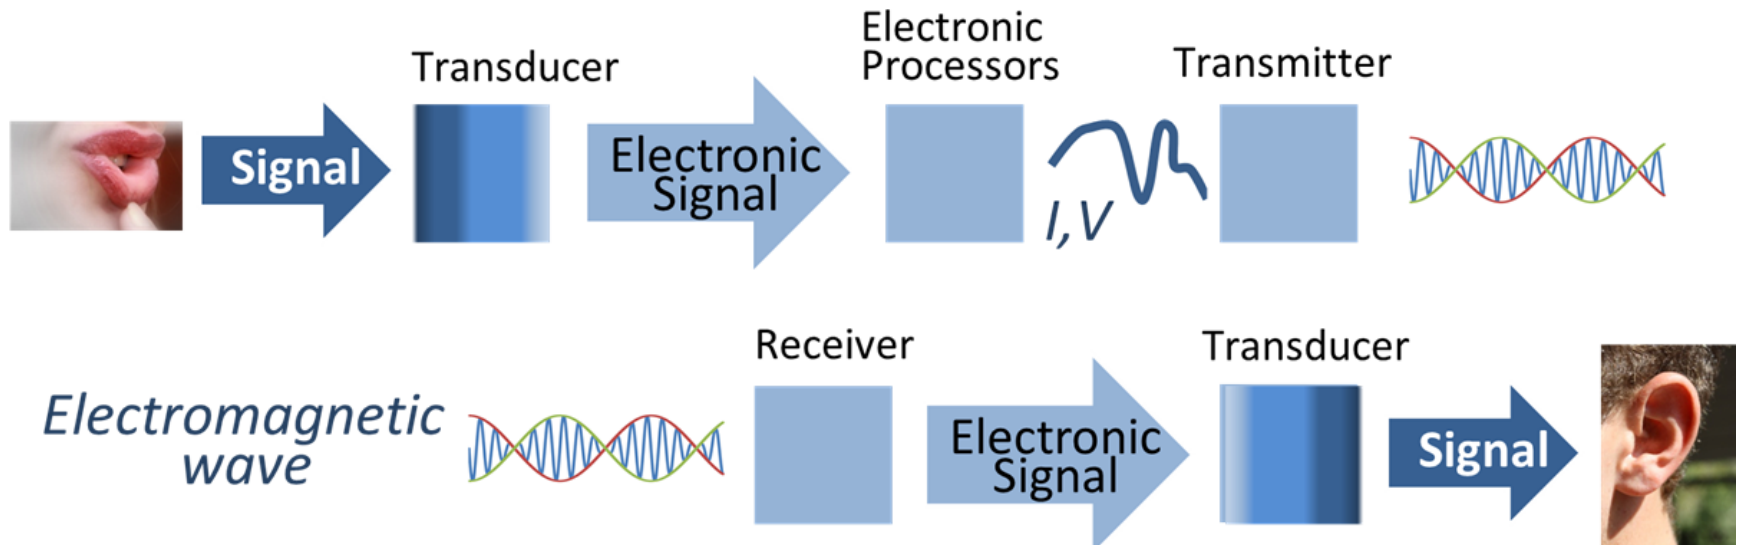 Electronic
Processors
Transducer
Transmitter
Signal
Electronic
Signal
I, V
Receiver
Transducer
Electromagnetic
wave
Electronic
Signal
Signal